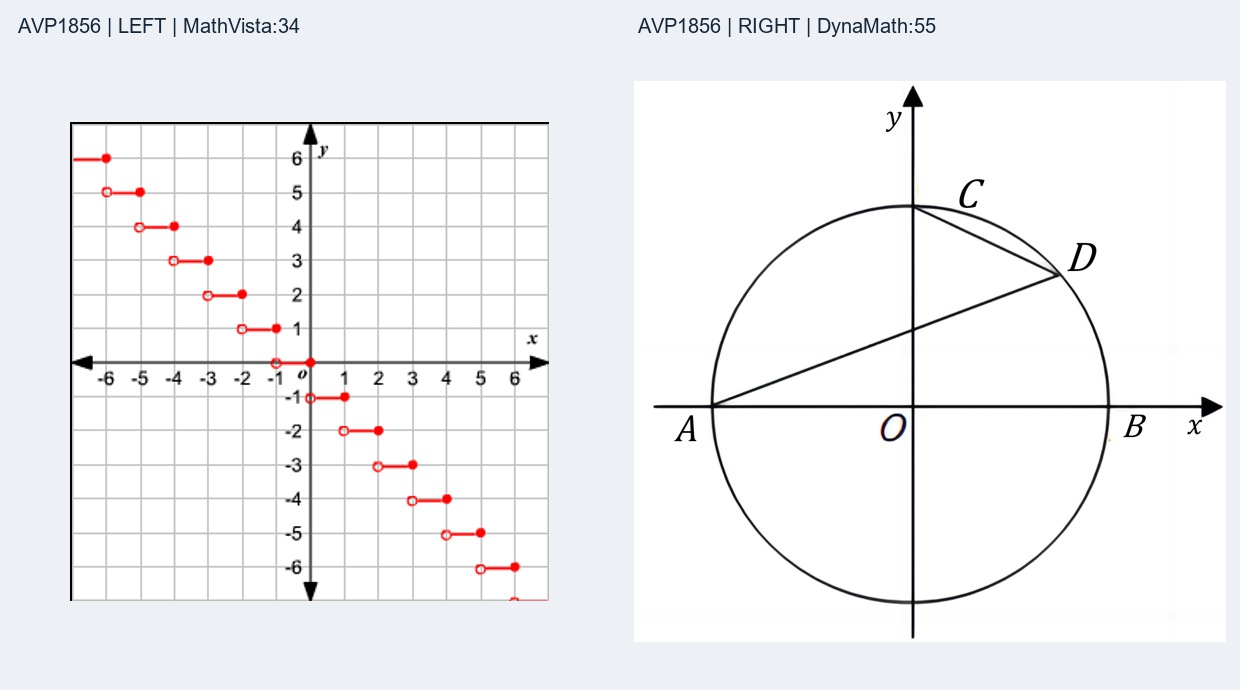 AVP1856 | LEFT | MathVista:34
AVP1856 | RIGHT | DynaMath:55
y
6
5
4
3
2
1
x
-6 -5 -4 -3 -2 -1 o 1 2 3 4 5 6
-1
-2
-3
-4
-5
-6
y
C
D
A
O
B
x